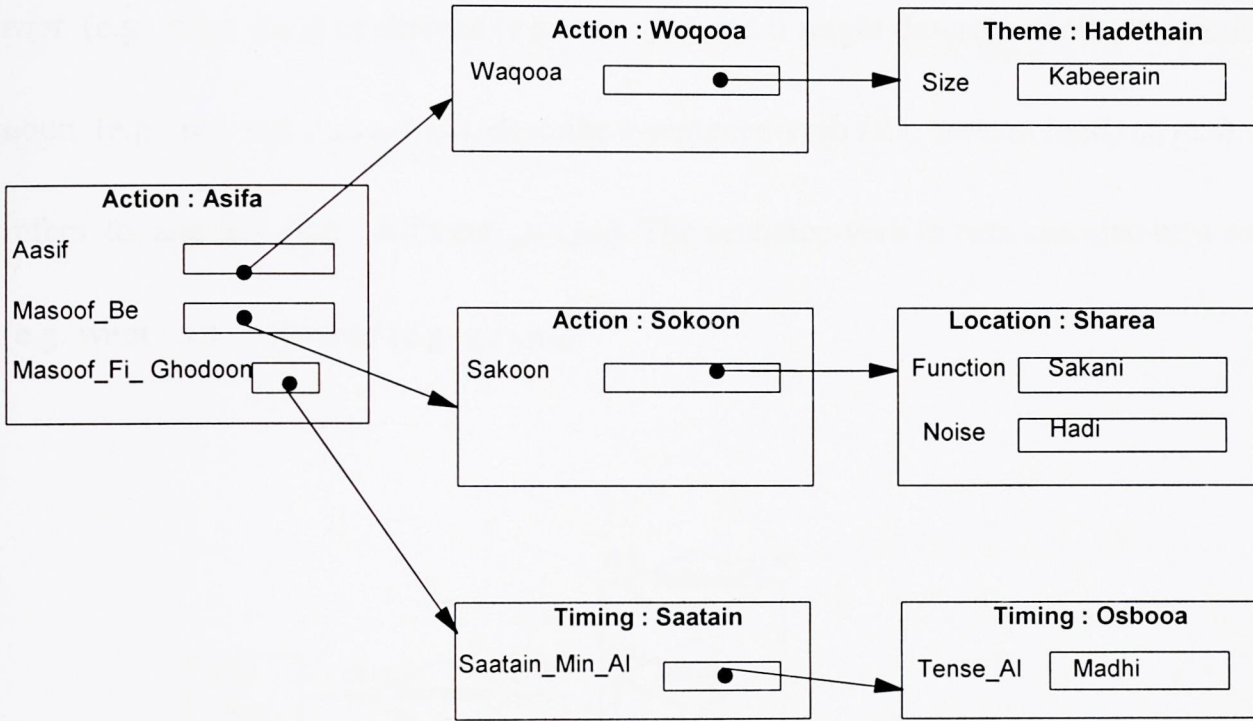 Action : Woqooa
Waqooa
Theme : Hadethain
Size Kabeerain
Action : Asifa
Aasif
Masoof_Be
Masoof_Fi_ Ghodoon
Action : Sokoon
Sakoon
Location : Sharea
Function Sakani
Noise Hadi
Timing : Saatain
Saatain_Min_Al
Timing : Osbooa
Tense_Al Madhi